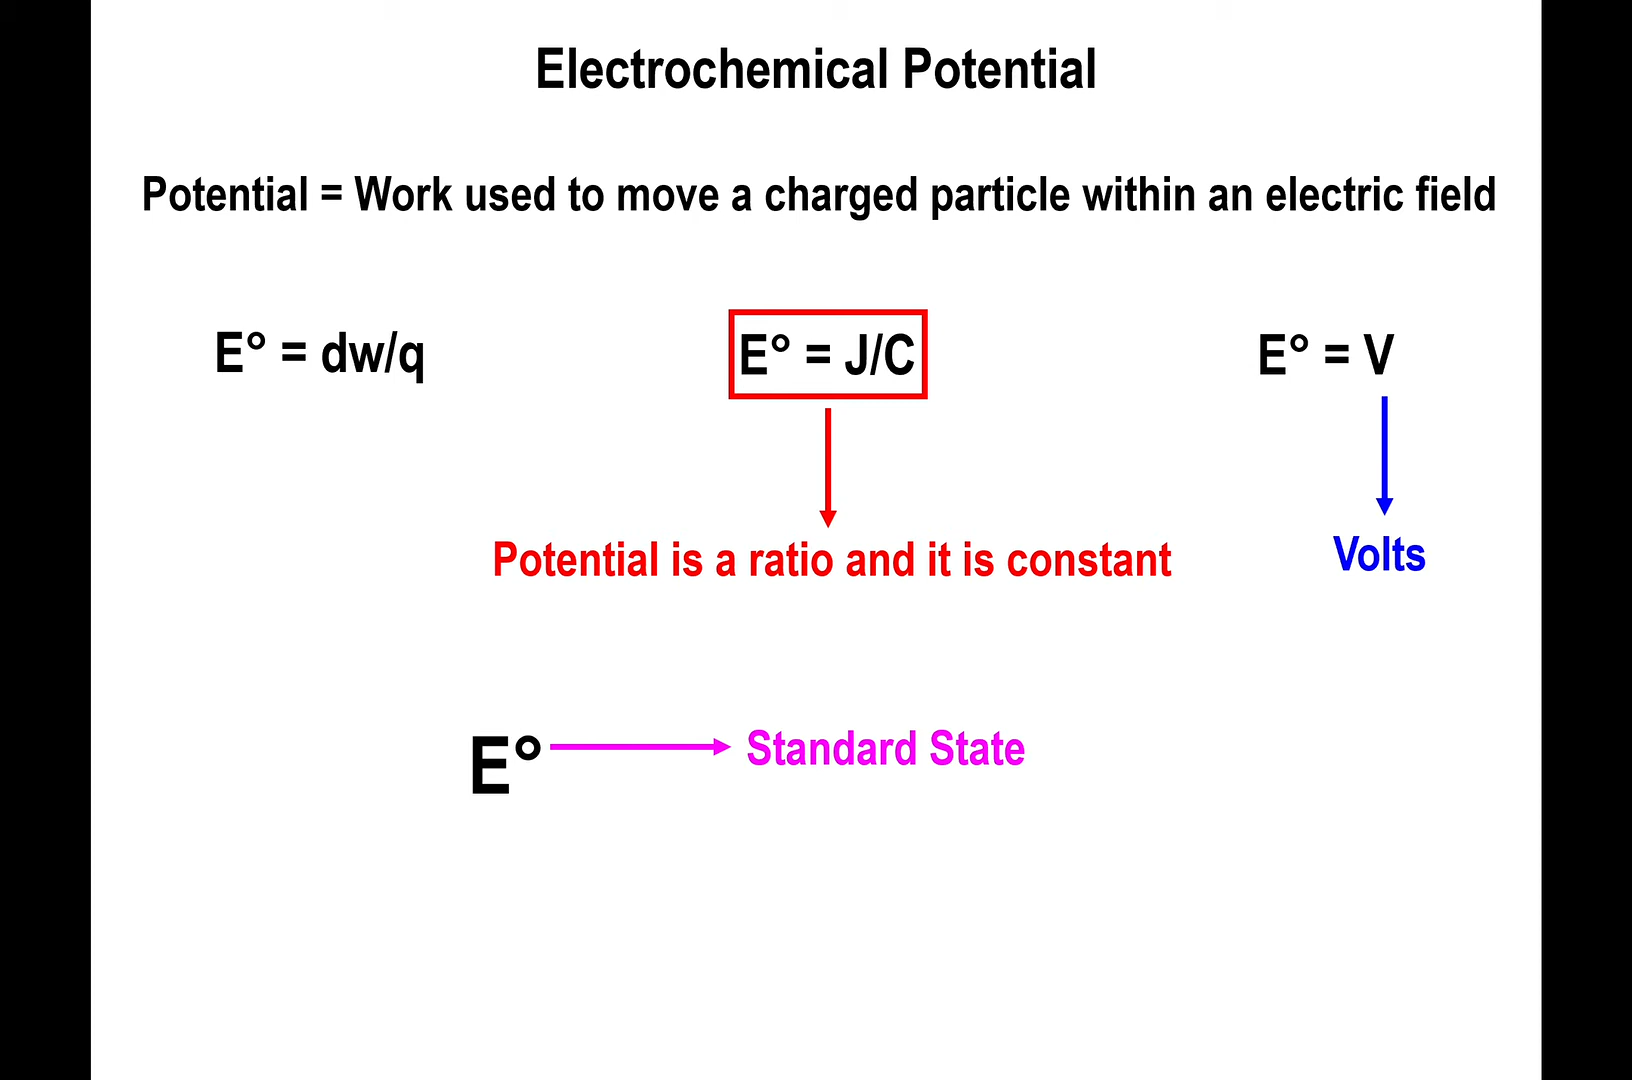 Electrochemical Potential
Potential = Work used to move a charged particle within an electric field
E° = dw/q
E° = J/C
E° = V
Potential is a ratio and it is constant
Volts
E°
Standard State